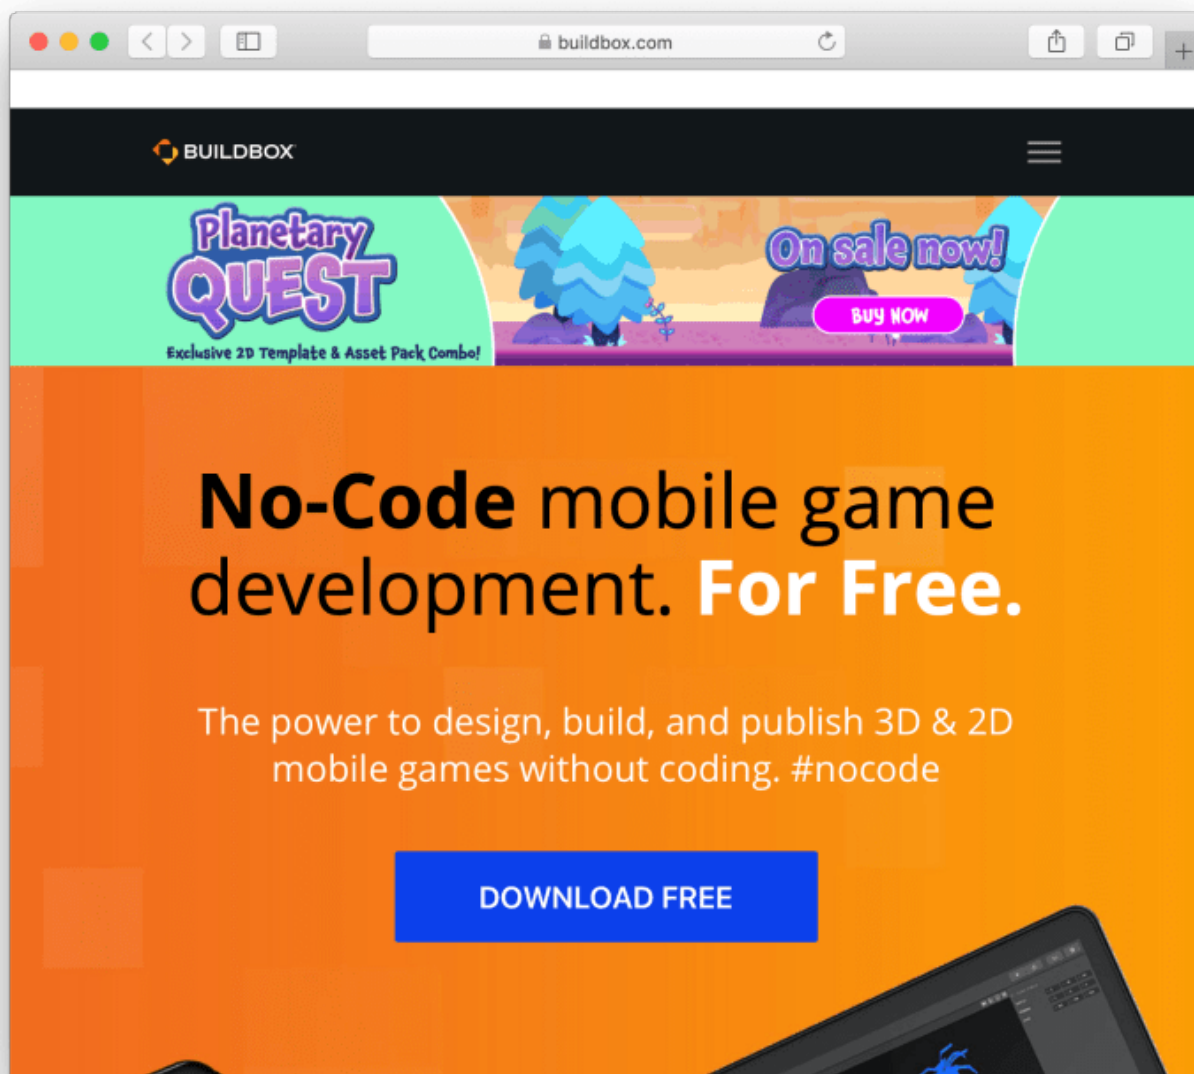 buildbox.com
BUILDBOX
Planetary
QUEST
Exclusive 2D Template & Asset Pack Combo!
On sale now!
BUY NOW
No-Code mobile game
development. For Free.
The power to design, build, and publish 3D & 2D
mobile games without coding. #nocode
DOWNLOAD FREE